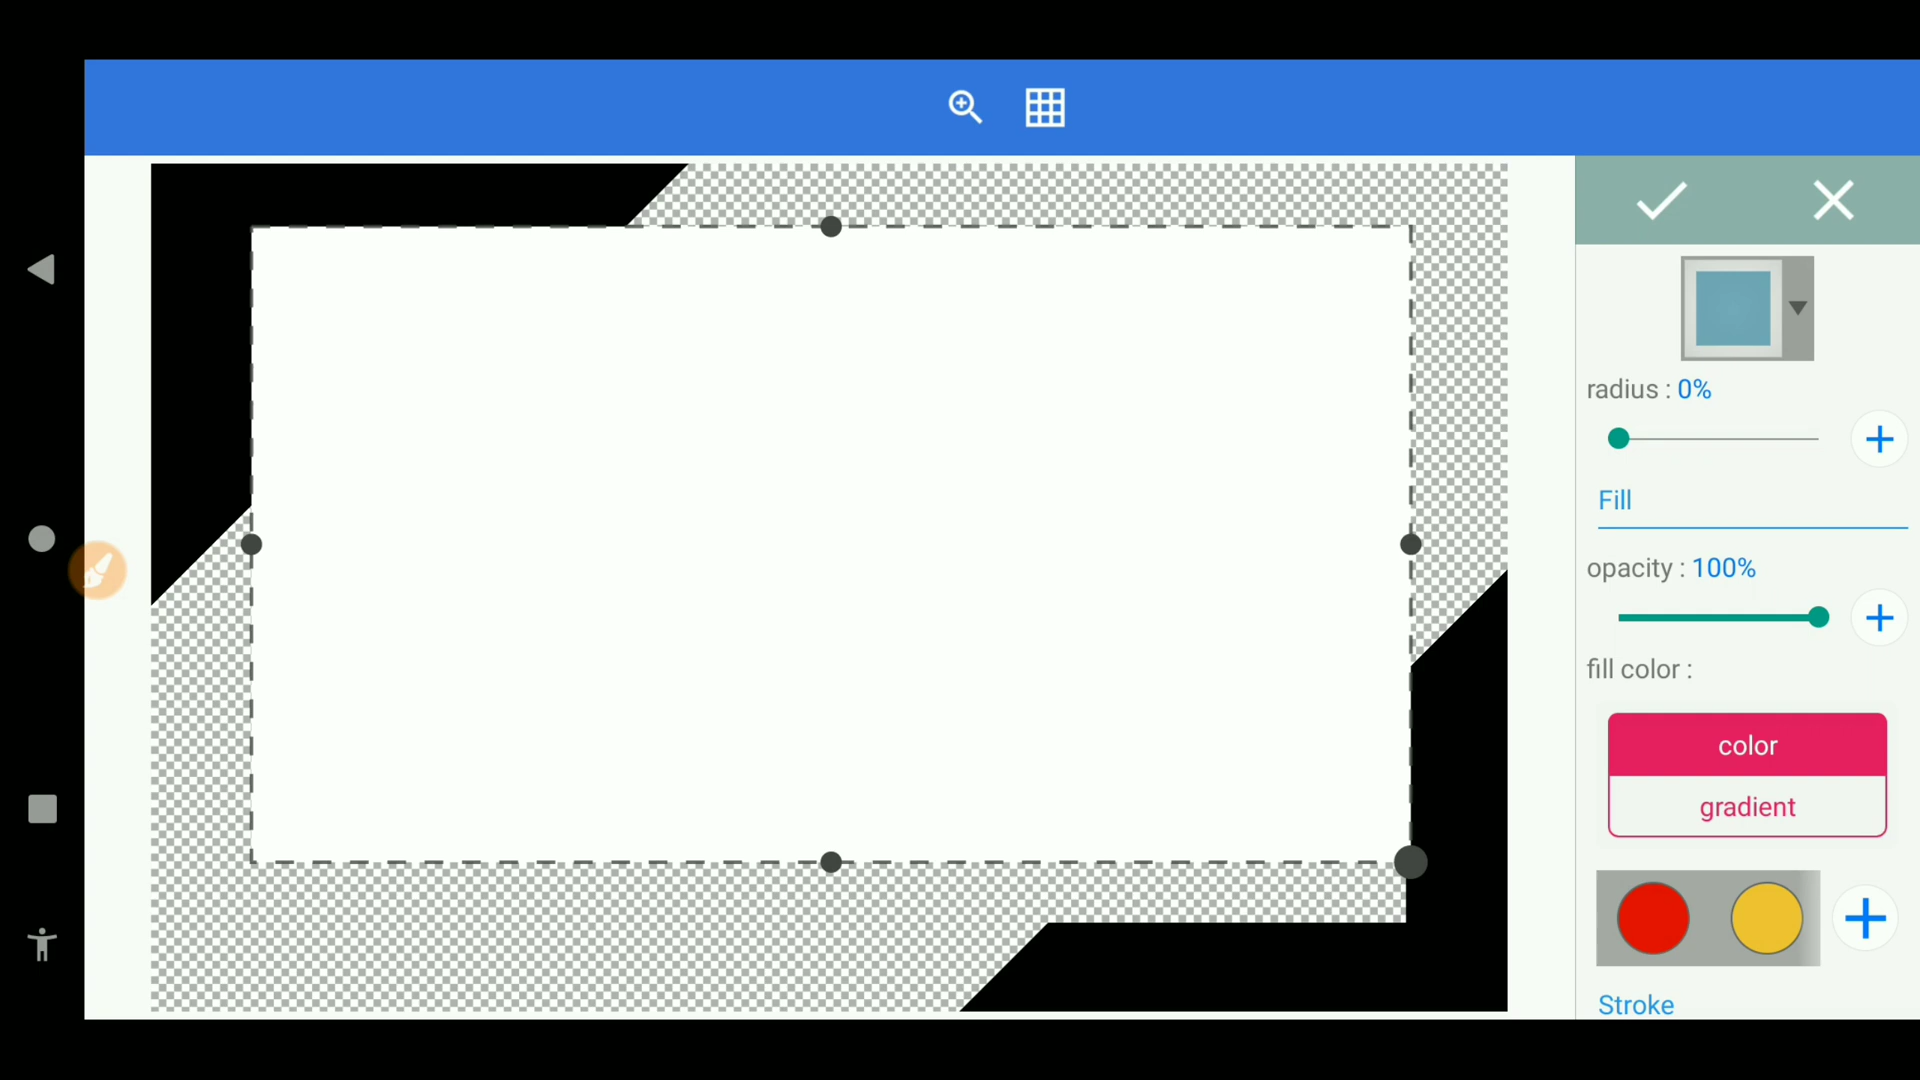 radius : 0%
Fill
opacity : 100%
fill color :
color
gradient
Stroke